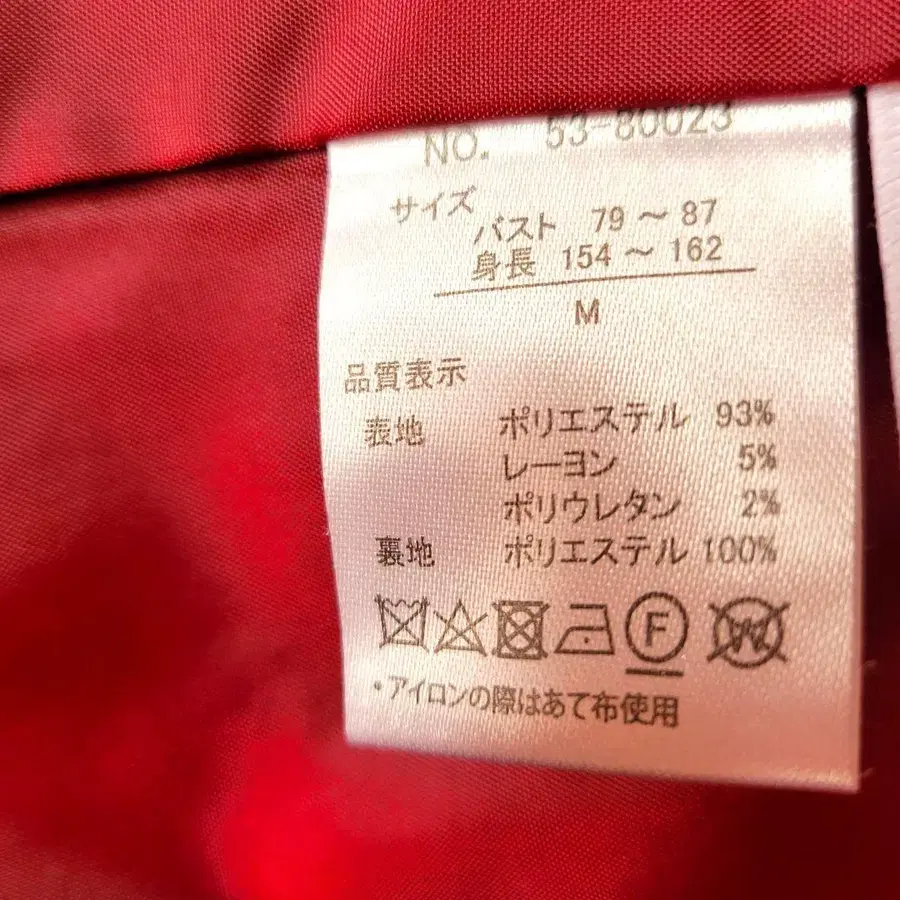 NO. 53-80023
サイズ
バスト 79 ～ 87
身長 154 ～ 162
M
品質表示
表地 ポリエステル 93%
レーヨン 5%
ポリウレタン 2%
裏地 ポリエステル 100%
F W
・アイロンの際はあて布使用